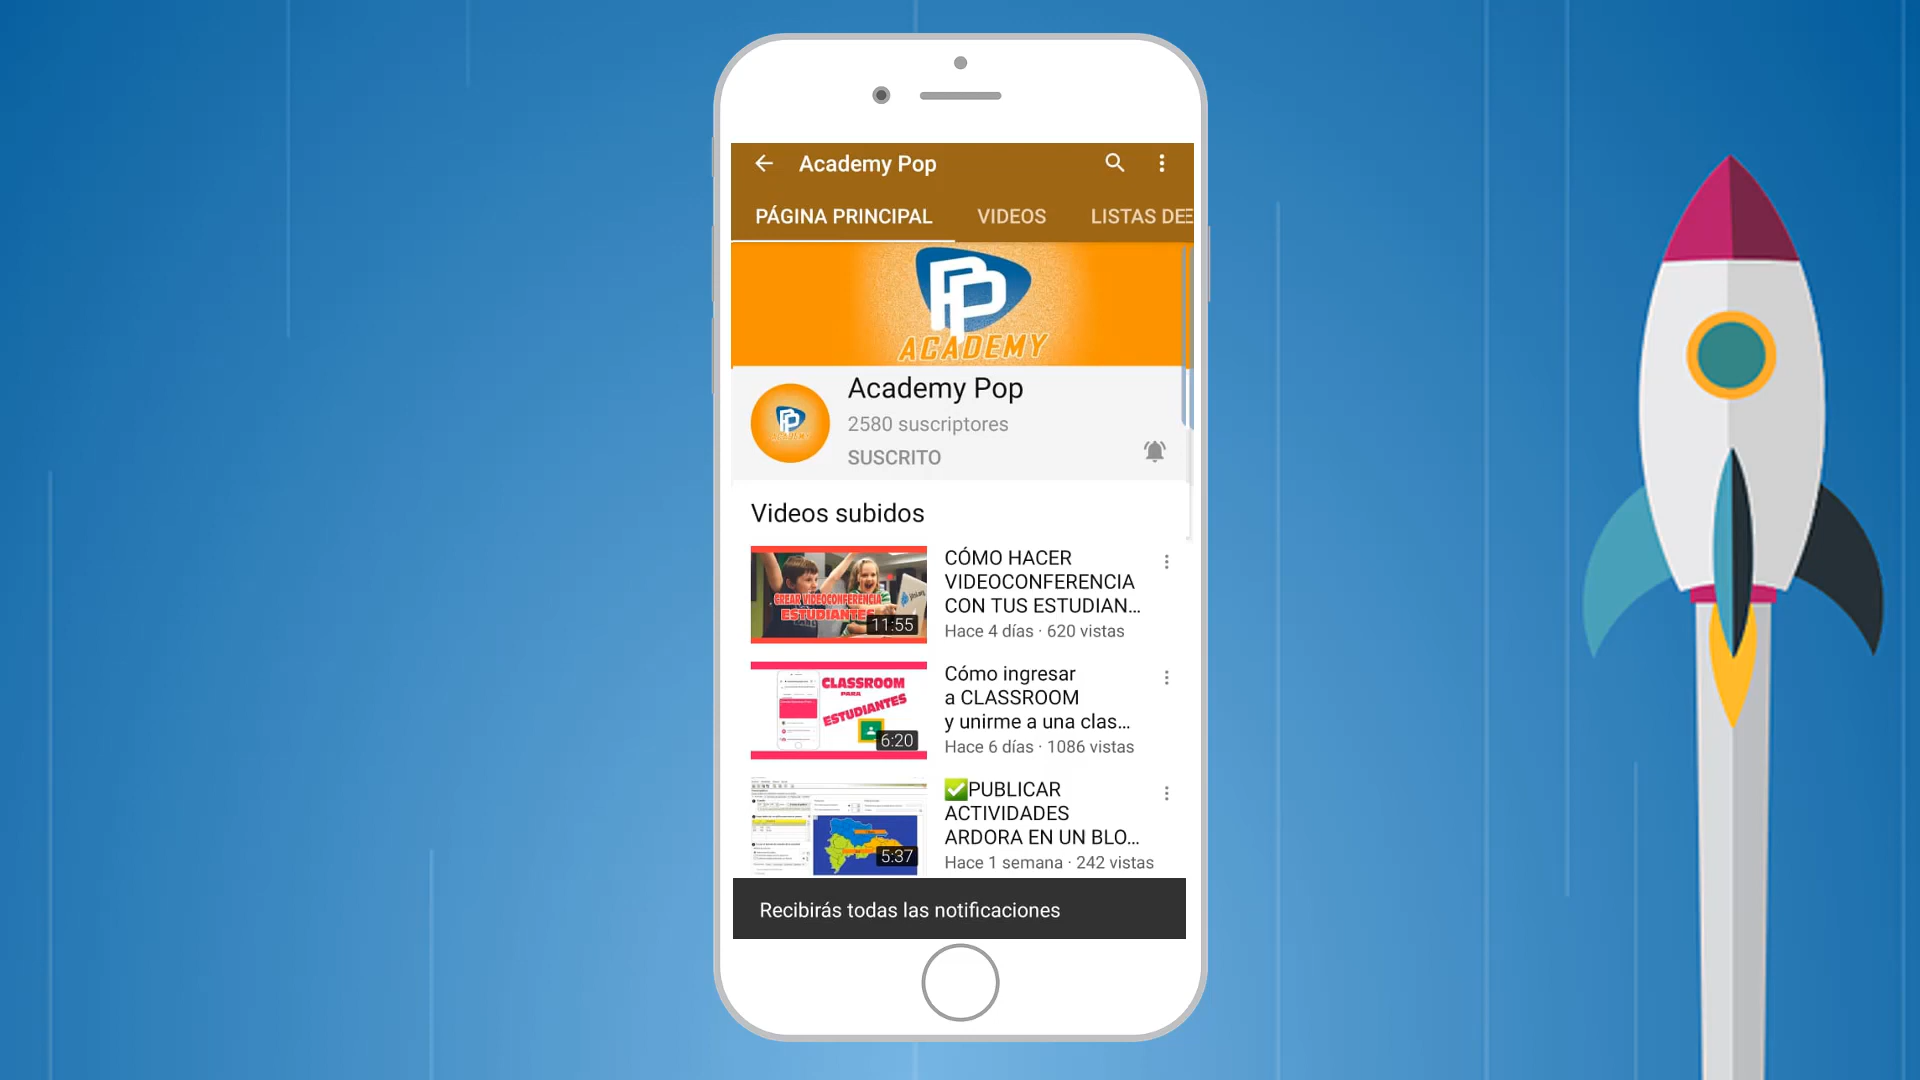 Academy Pop
PÁGINA PRINCIPAL VIDEOS LISTAS DE
PP
ACADEMY
Academy Pop
2580 suscriptores
SUSCRITO
Videos subidos
CREAR VIDEOCONFERENCIA
ESTUDIANTES
11:55
CÓMO HACER
VIDEOCONFERENCIA
CON TUS ESTUDIAN...
Hace 4 días · 620 vistas
CLASSROOM
PARA
ESTUDIANTES
6:20
Cómo ingresar
a CLASSROOM
y unirme a una clas...
Hace 6 días · 1086 vistas
5:37
✅PUBLICAR
ACTIVIDADES
ARDORA EN UN BLO...
Hace 1 semana · 242 vistas
Recibirás todas las notificaciones